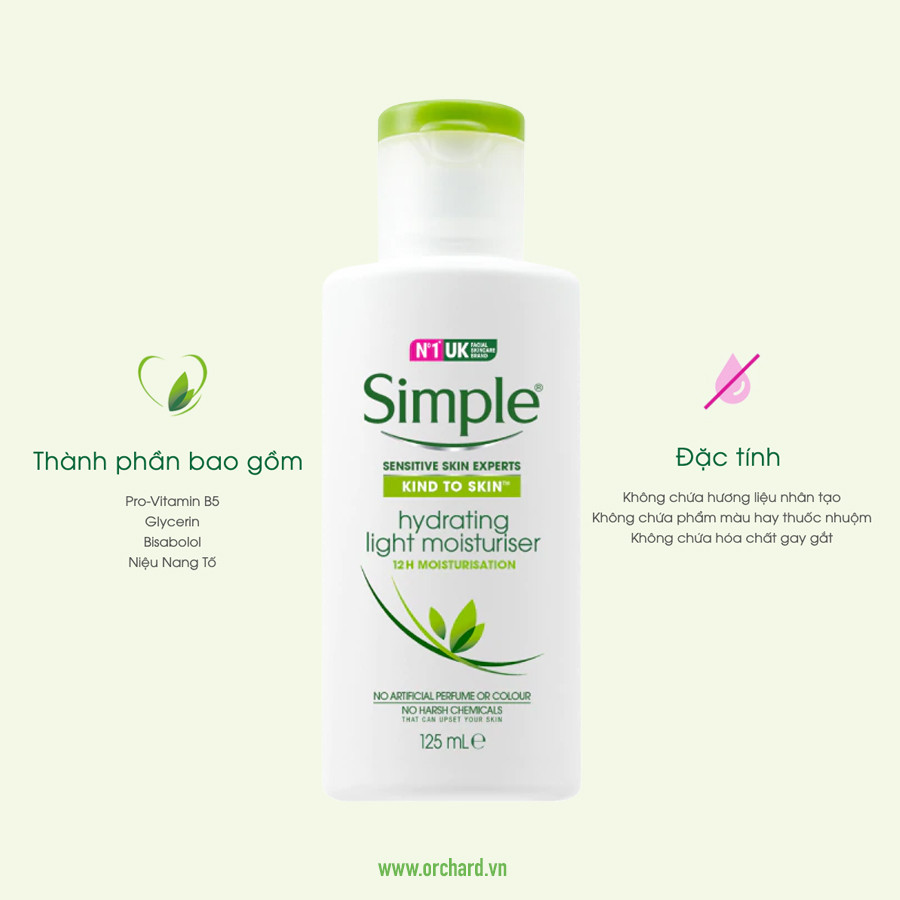 Nº1 UK FACIAL SKINCARE BRAND
Simple®
SENSITIVE SKIN EXPERTS
KIND TO SKIN™
hydrating
light moisturiser
12H MOISTURISATION
NO ARTIFICIAL PERFUME OR COLOUR
NO HARSH CHEMICALS
THAT CAN UPSET YOUR SKIN
125 mL℮
Thành phần bao gồm
Pro-Vitamin B5
Glycerin
Bisabolol
Niệu Nang Tố
Đặc tính
Không chứa hương liệu nhân tạo
Không chứa phẩm màu hay thuốc nhuộm
Không chứa hóa chất gay gắt
www.orchard.vn